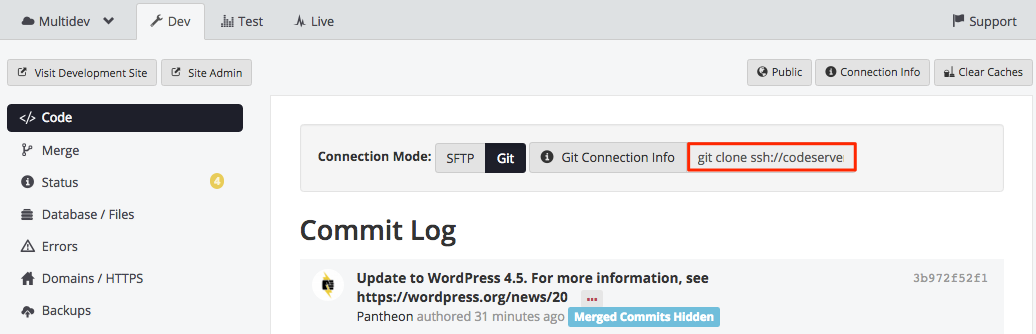 Multidev Dev Test Live Support
Visit Development Site Site Admin Public Connection Info Clear Caches
</> Code
Merge
Status 4
Database / Files
Errors
Domains / HTTPS
Backups
Connection Mode: SFTP Git Git Connection Info git clone ssh://codeserve
Commit Log
Update to WordPress 4.5. For more information, see 3b972f52f1
https://wordpress.org/news/20 ...
Pantheon authored 31 minutes ago Merged Commits Hidden